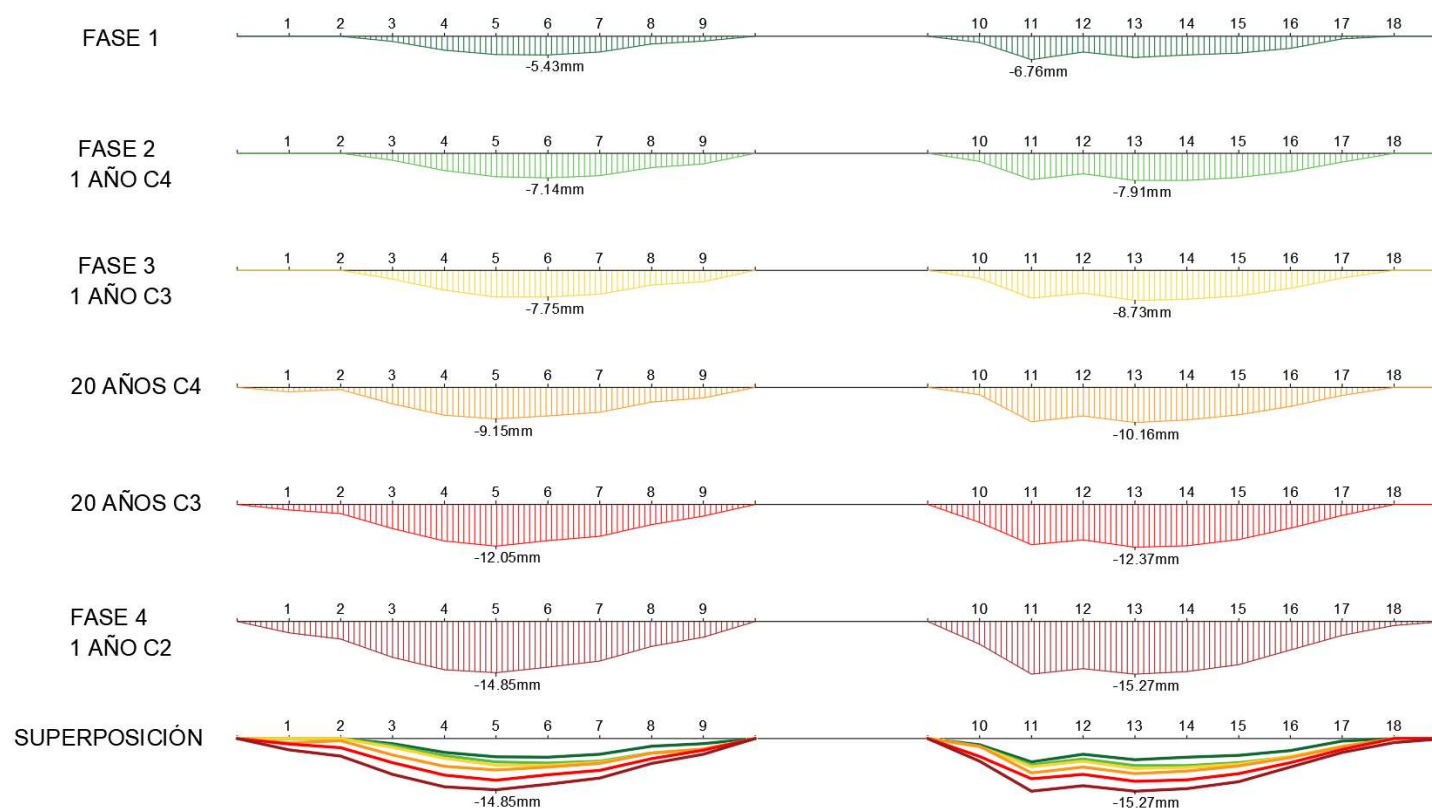 1 2 3 4 5 6 7 8 9 10 11 12 13 14 15 16 17 18
FASE 1
-5.43mm -6.76mm
1 2 3 4 5 6 7 8 9 10 11 12 13 14 15 16 17 18
FASE 2
1 AÑO C4
-7.14mm -7.91mm
1 2 3 4 5 6 7 8 9 10 11 12 13 14 15 16 17 18
FASE 3
1 AÑO C3
-7.75mm -8.73mm
1 2 3 4 5 6 7 8 9 10 11 12 13 14 15 16 17 18
20 AÑOS C4
-9.15mm -10.16mm
1 2 3 4 5 6 7 8 9 10 11 12 13 14 15 16 17 18
20 AÑOS C3
-12.05mm -12.37mm
1 2 3 4 5 6 7 8 9 10 11 12 13 14 15 16 17 18
FASE 4
1 AÑO C2
-14.85mm -15.27mm
1 2 3 4 5 6 7 8 9 10 11 12 13 14 15 16 17 18
SUPERPOSICIÓN
-14.85mm -15.27mm